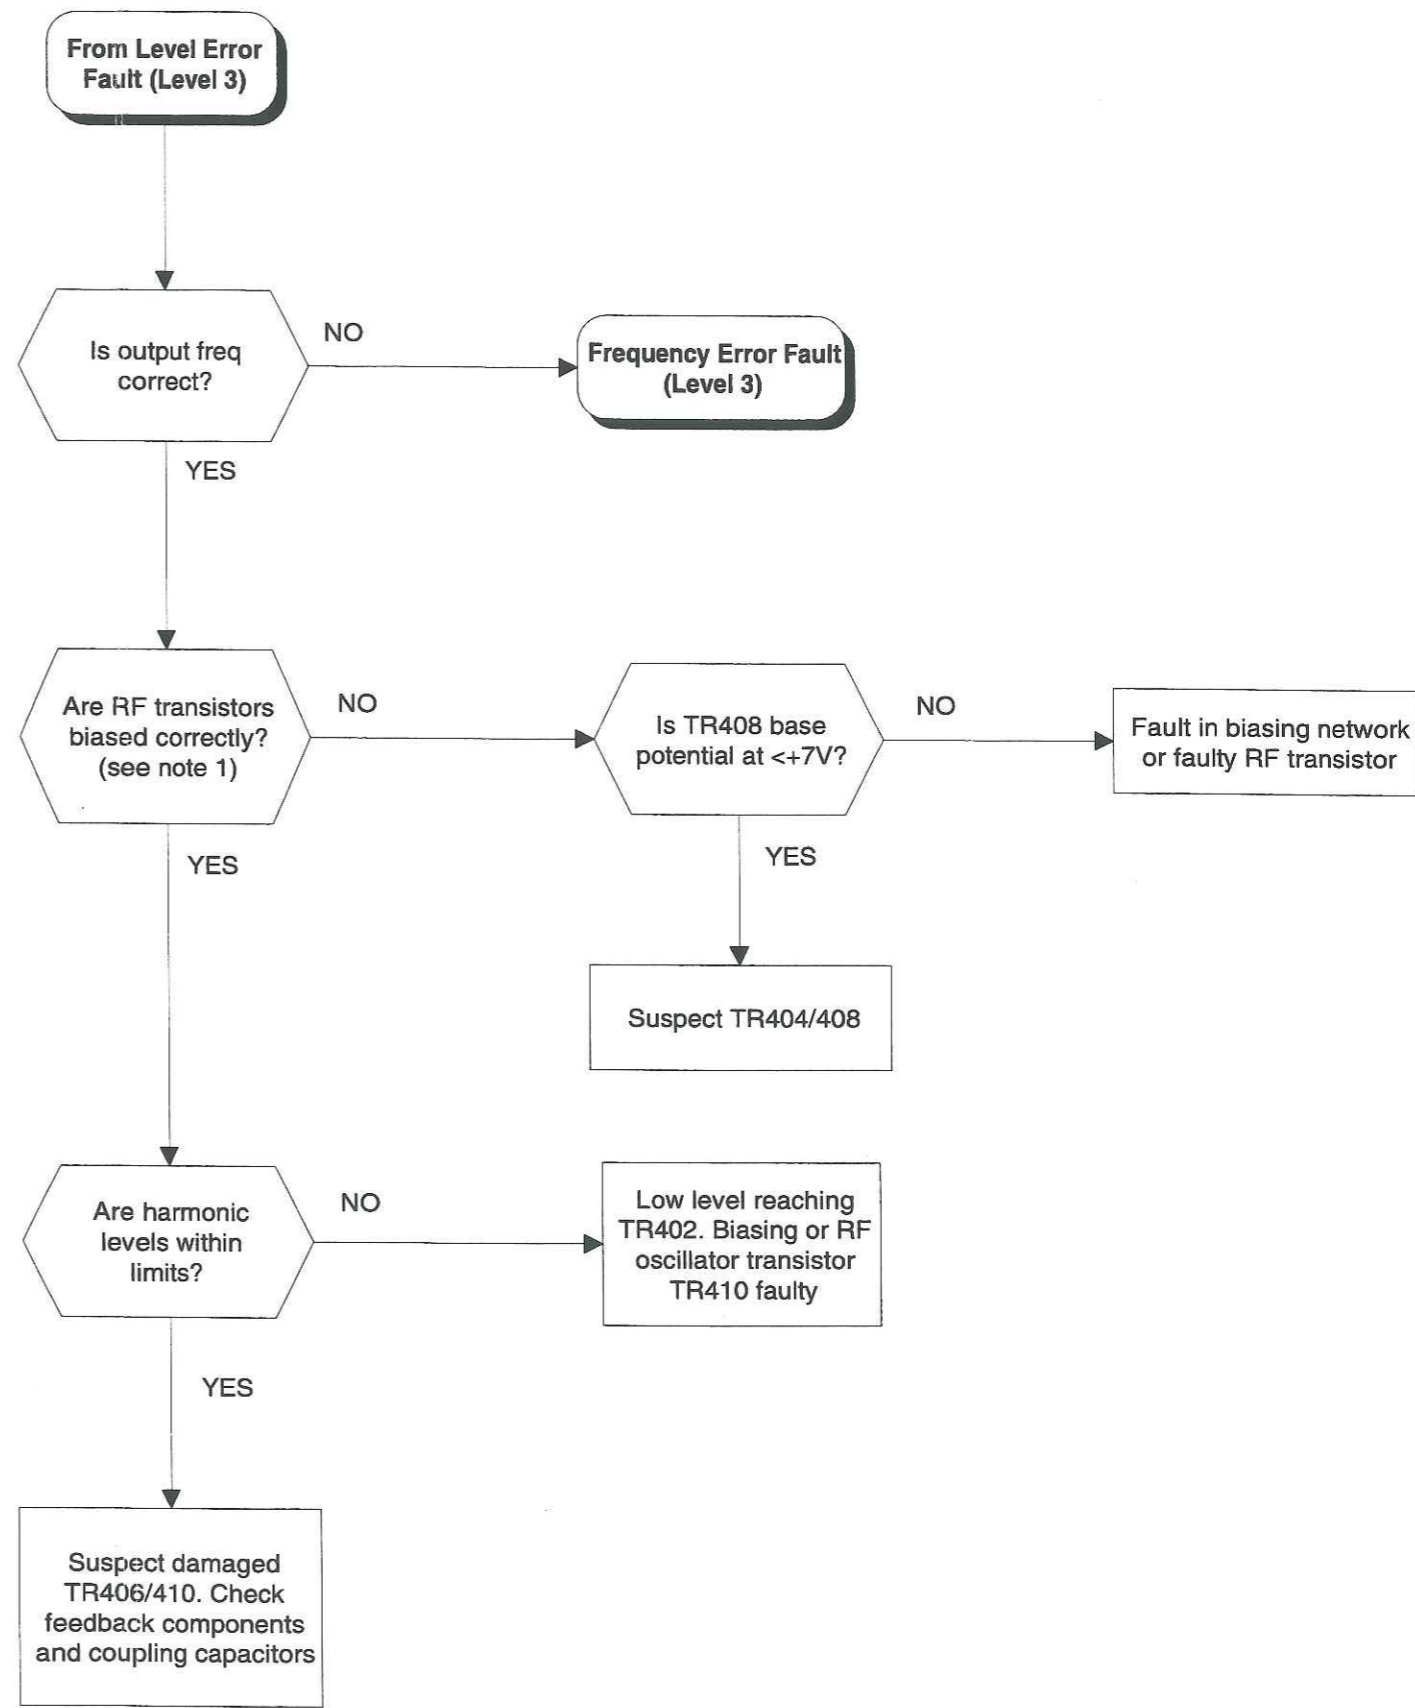 From Level Error
Fault (Level 3)
Is output freq
correct?
NO
Frequency Error Fault
(Level 3)
YES
Are RF transistors
biased correctly?
(see note 1)
NO
Is TR408 base
potential at <+7V?
NO
Fault in biasing network
or faulty RF transistor
YES
YES
Suspect TR404/408
Are harmonic
levels within
limits?
NO
Low level reaching
TR402. Biasing or RF
oscillator transistor
TR410 faulty
YES
Suspect damaged
TR406/410. Check
feedback components
and coupling capacitors